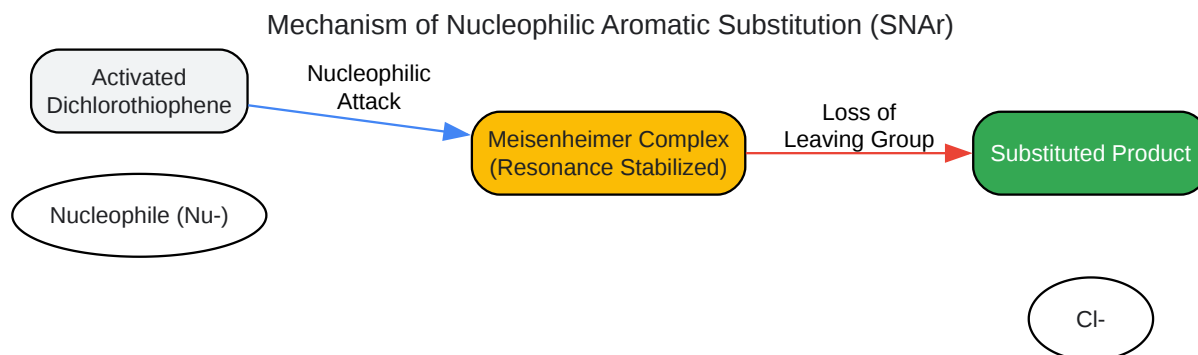 Mechanism of Nucleophilic Aromatic Substitution (SNAr)
Activated
Dichlorothiophene
Nucleophilic
Attack
Meisenheimer Complex
(Resonance Stabilized)
Loss of
Leaving Group
Substituted Product
Nucleophile (Nu-)
Cl-